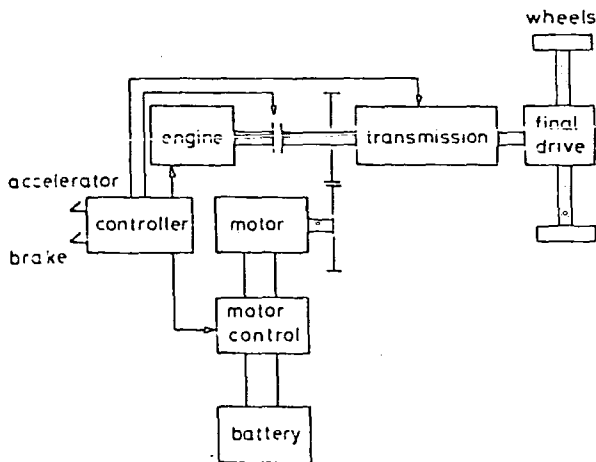 wheels
engine
transmission
final
drive
accelerator
controller
motor
brake
motor
control
battery